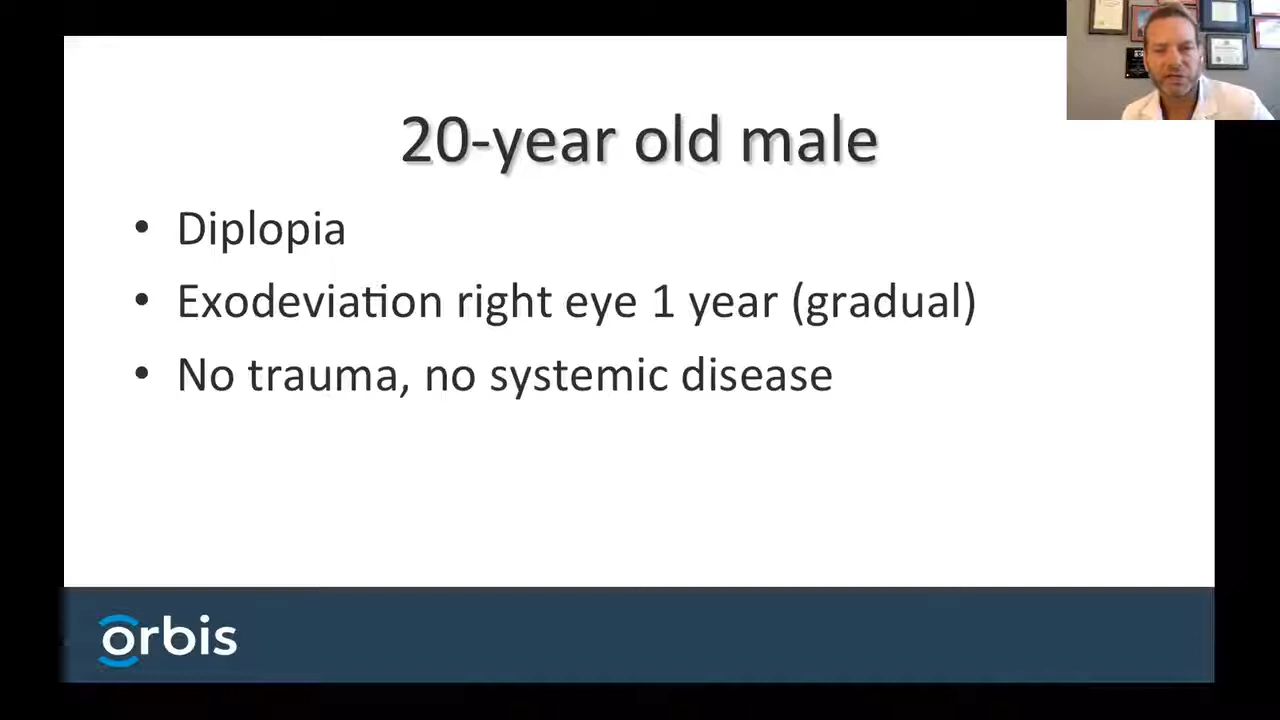 20-year old male
• Diplopia
• Exodeviation right eye 1 year (gradual)
• No trauma, no systemic disease
orbis